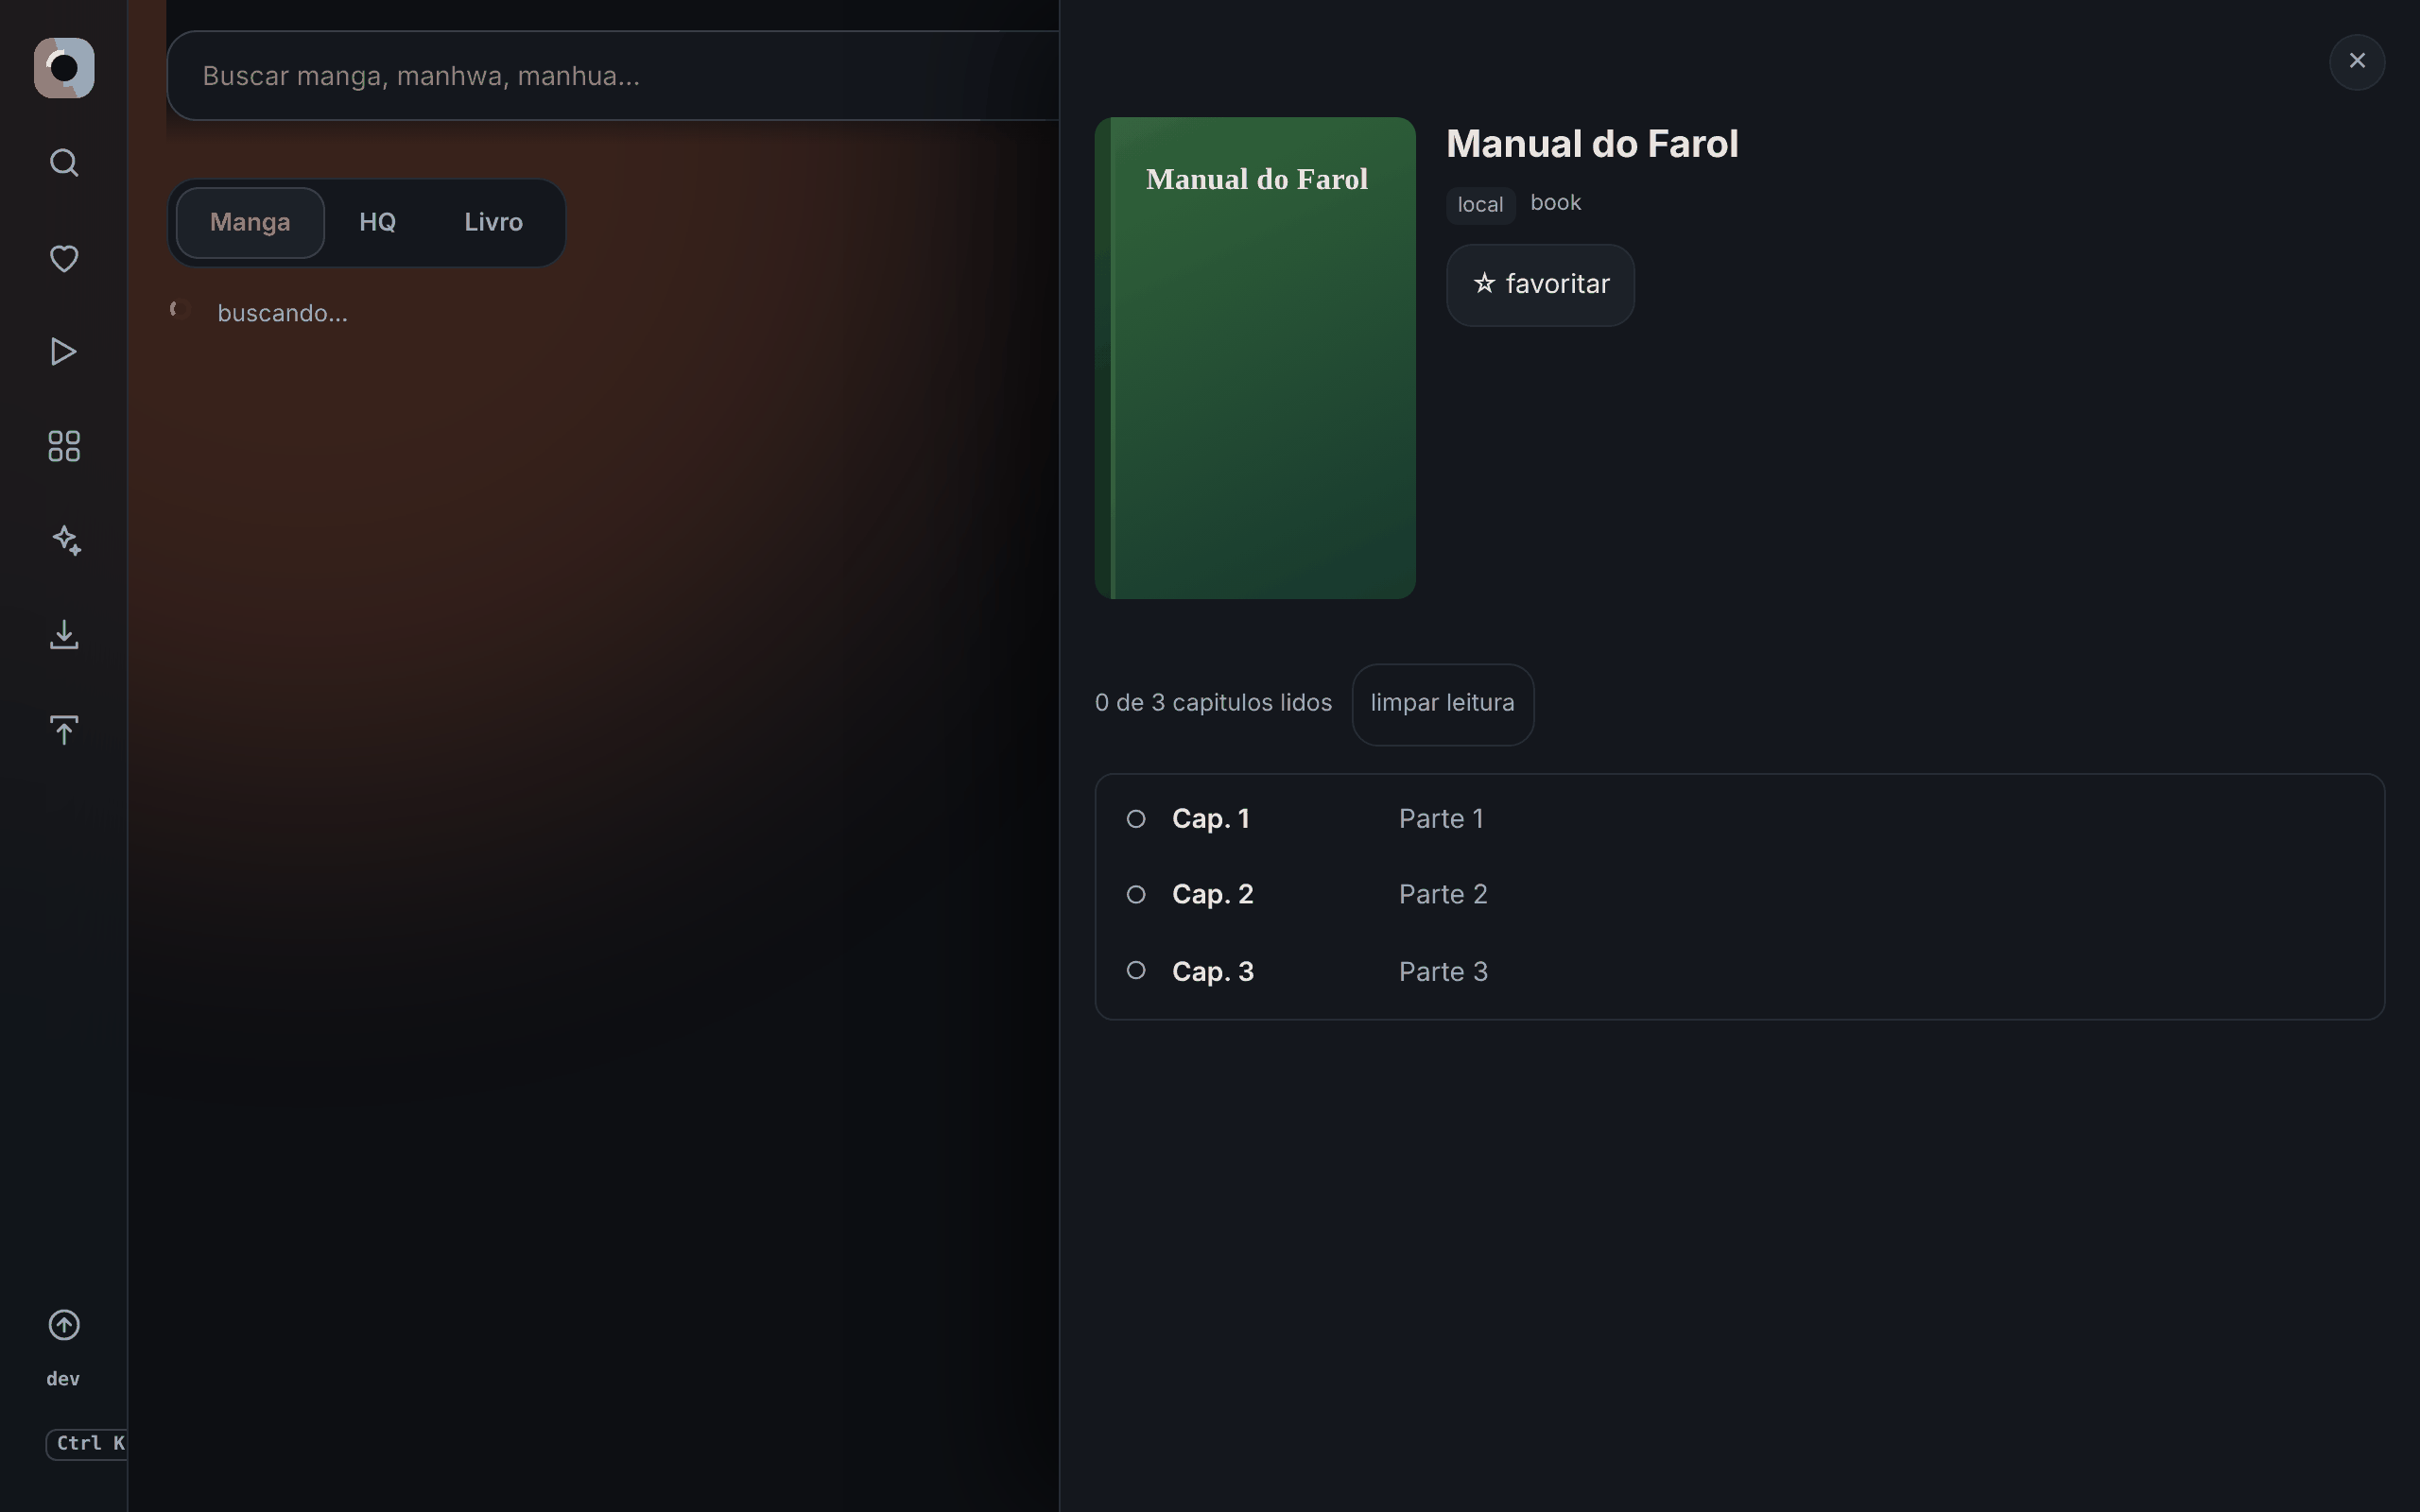 Buscar manga, manhwa, manhua...
Manga
HQ
Livro
buscando...
dev
Ctrl K
Manual do Farol
Manual do Farol
local
book
☆ favoritar
0 de 3 capitulos lidos
limpar leitura
Cap. 1
Parte 1
Cap. 2
Parte 2
Cap. 3
Parte 3